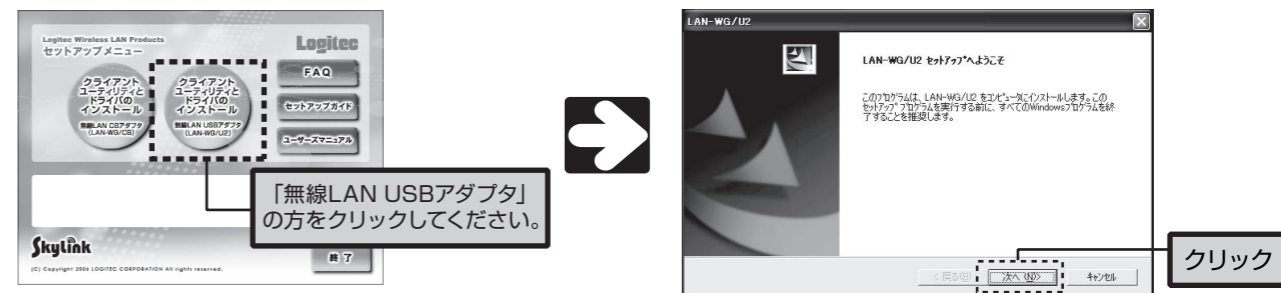 Logitec Wireless LAN Products
セットアップメニュー
Logitec
クライアント
ユーティリティと
ドライバの
インストール
無線LAN CBアダプタ
(LAN-WG/CB)
クライアント
ユーティリティと
ドライバの
インストール
無線LAN USBアダプタ
(LAN-WG/U2)
FAQ
セットアップガイド
ユーザーズマニュアル
「無線LAN USBアダプタ」
の方をクリックしてください。
Skylink
終了
(C) Copyright 2006 LOGITEC CORPORATION All rights reserved.
LAN-WG/U2
LAN-WG/U2 セットアップへようこそ
このプログラムは、LAN-WG/U2 をコンピュータにインストールします。この
セットアップ プログラムを実行する前に、すべてのWindowsプログラムを終
了することを推奨します。
< 戻る(B)
次へ (N)>
キャンセル
クリック